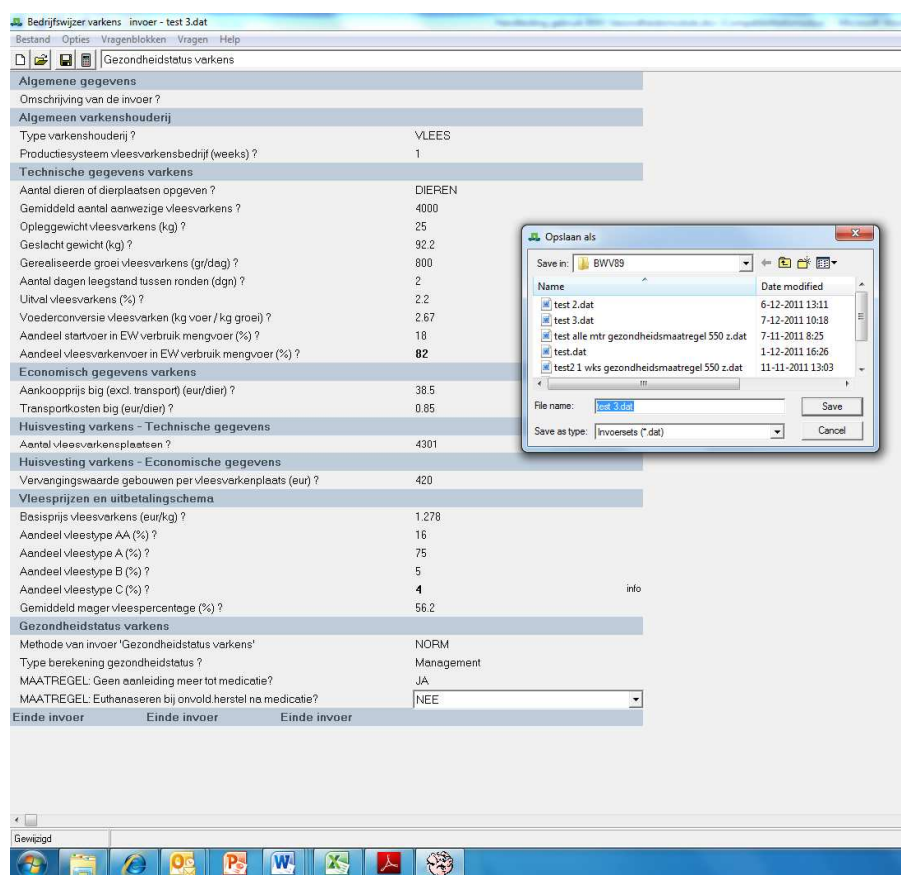 Bedrijfswijzer varkens invoer - test 3.dat
Bestand Opties Vragenblokken Vragen Help
Gezondheidstatus varkens
Algemene gegevens
Omschrijving van de invoer ?
Algemeen varkenshouderij
Type varkenshouderij ? VLEES
Productiesysteem vleesvarkensbedrijf (weeks) ? 1
Technische gegevens varkens
Aantal dieren of dierplaatsen opgeven ? DIEREN
Gemiddeld aantal aanwezige vleesvarkens ? 4000
Opleggewicht vleesvarkens (kg) ? 25
Geslacht gewicht (kg) ? 92.2
Gerealiseerde groei vleesvarkens (gr/dag) ? 800
Aantal dagen leegstand tussen ronden (dgn) ? 2
Uitval vleesvarkens (%) ? 2.2
Voederconversie vleesvarken (kg voer / kg groei) ? 2.67
Aandeel startvoer in EW verbruik mengvoer (%) ? 18
Aandeel vleesvarkenvoer in EW verbruik mengvoer (%) ? 82
Economisch gegevens varkens
Aankoopprijs big (excl. transport) (eur/dier) ? 38.5
Transportkosten big (eur/dier) ? 0.85
Huisvesting varkens - Technische gegevens
Aantal vleesvarkensplaatsen ? 4301
Huisvesting varkens - Economische gegevens
Vervangingswaarde gebouwen per vleesvarkenplaats (eur) ? 420
Vleesprijzen en uitbetalingschema
Basisprijs vleesvarkens (eur/kg) ? 1.278
Aandeel vleestype AA (%) ? 16
Aandeel vleestype A (%) ? 75
Aandeel vleestype B (%) ? 5
Aandeel vleestype C (%) ? 4 info
Gemiddeld mager vleespercentage (%) ? 56.2
Gezondheidstatus varkens
Methode van invoer 'Gezondheidstatus varkens' NORM
Type berekening gezondheidstatus ? Management
MAATREGEL: Geen aanleiding meer tot medicatie? JA
MAATREGEL: Euthanaseren bij onvold.herstel na medicatie? NEE
Einde invoer Einde invoer Einde invoer
Gewijzigd
Opslaan als
Save in: BWV89
Name Date modified
test 2.dat 6-12-2011 13:11
test 3.dat 7-12-2011 10:18
test alle mtr gezondheidsmaatregel 550 z.dat 7-11-2011 8:25
test.dat 1-12-2011 16:26
test2 1 wks gezondheidsmaatregel 550 z.dat 11-11-2011 13:03
File name: test 3.dat Save
Save as type: Invoersets (*.dat) Cancel